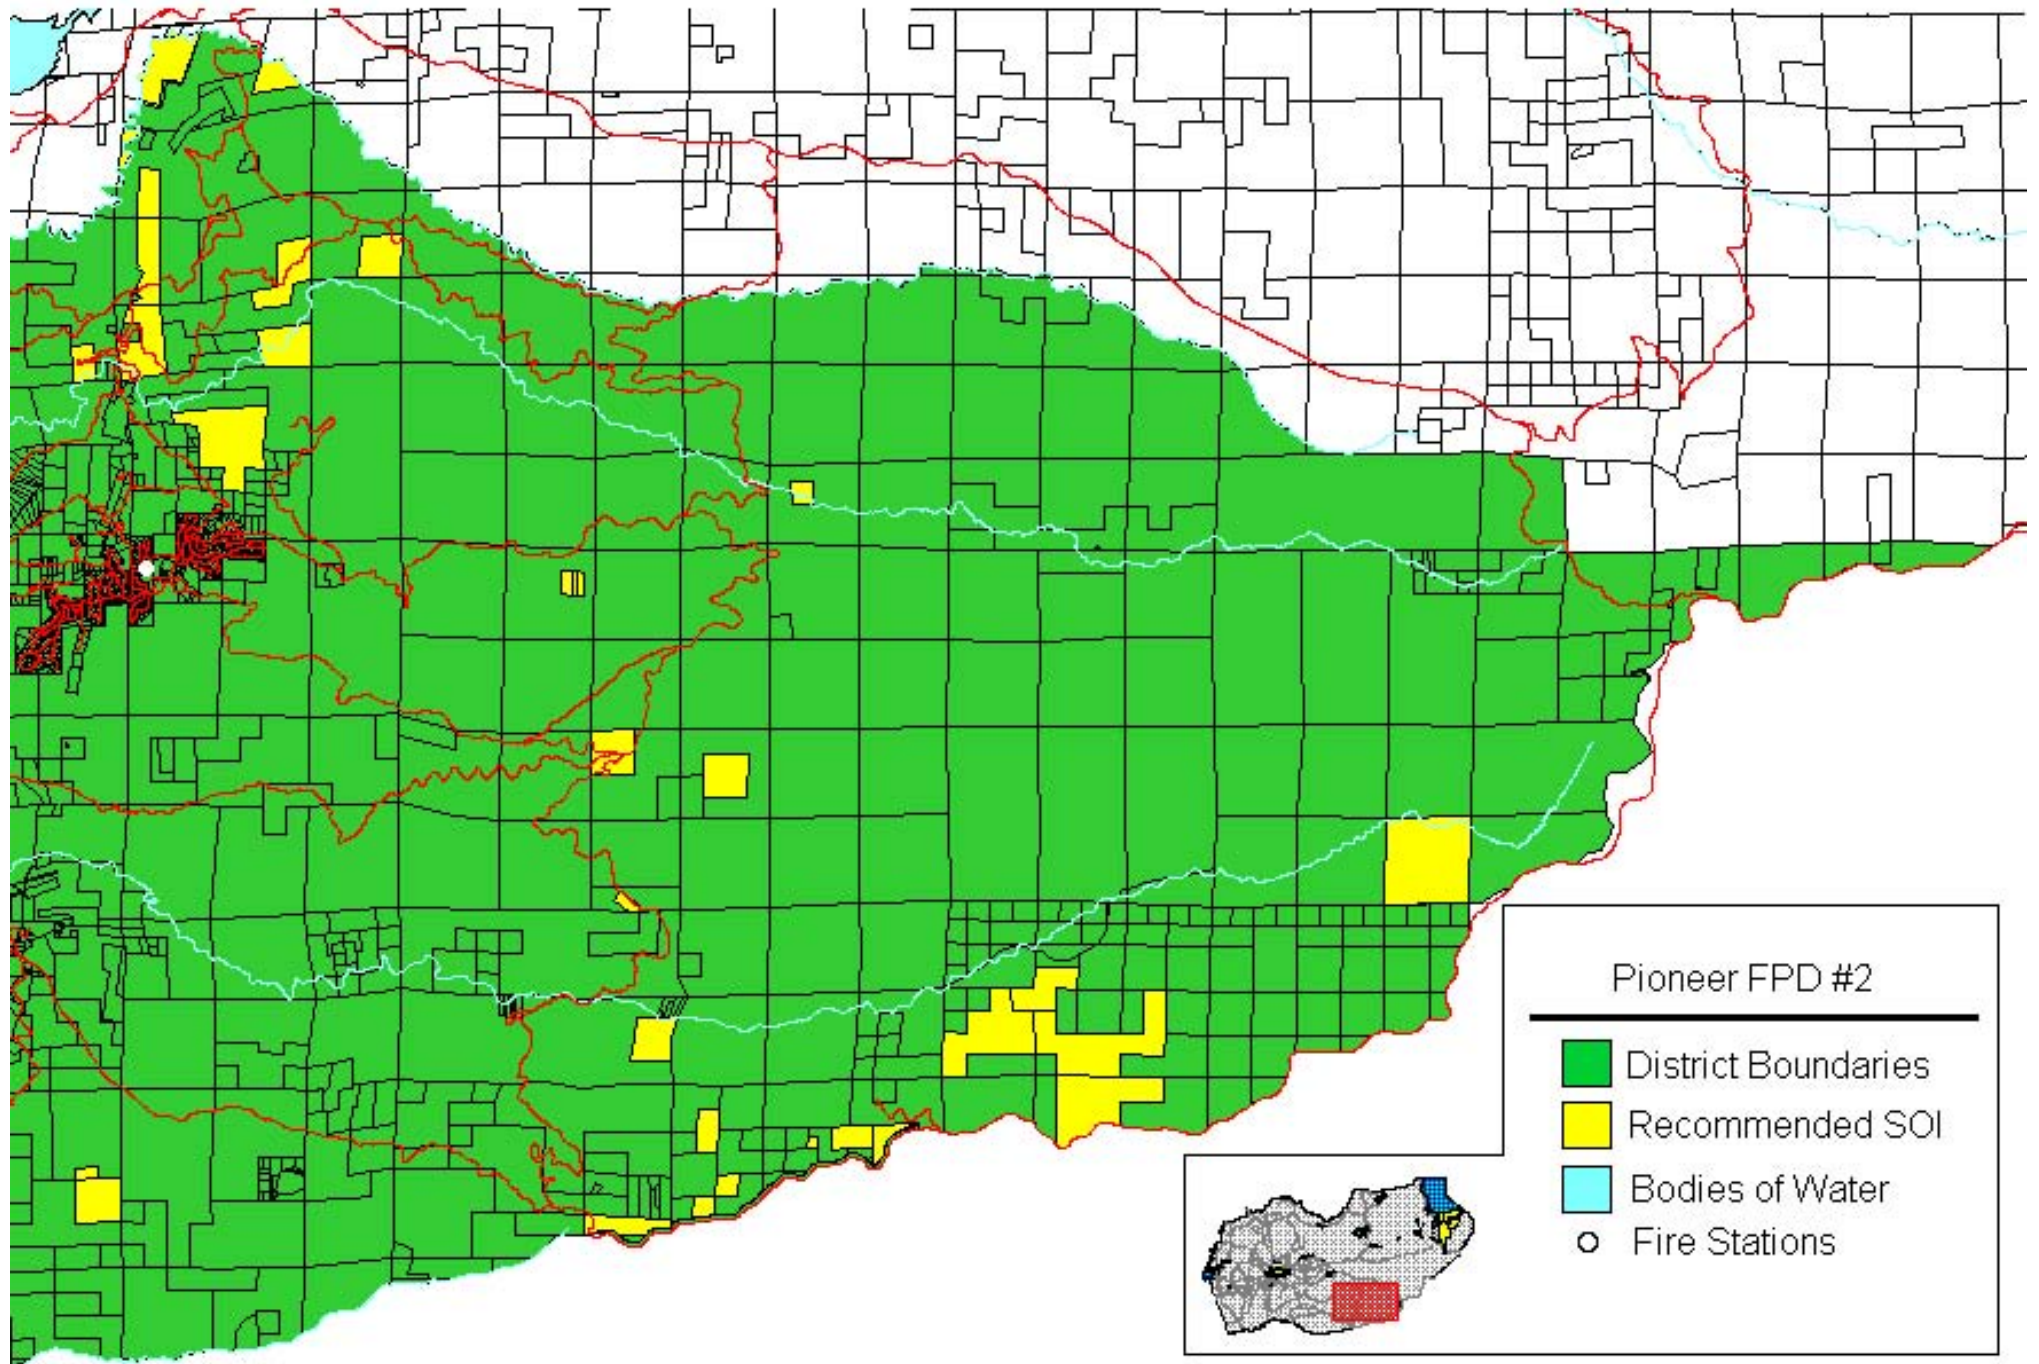 Pioneer FPD #2
District Boundaries
Recommended SOI
Bodies of Water
Fire Stations